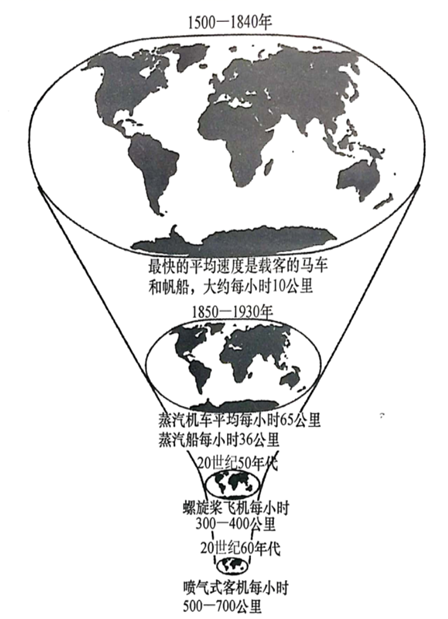 1500—1840年
最快的平均速度是载客的马车
和帆船，大约每小时10公里
1850—1930年
蒸汽机车平均每小时65公里
蒸汽船每小时36公里
20世纪50年代
螺旋桨飞机每小时
300—400公里
20世纪60年代
喷气式客机每小时
500—700公里